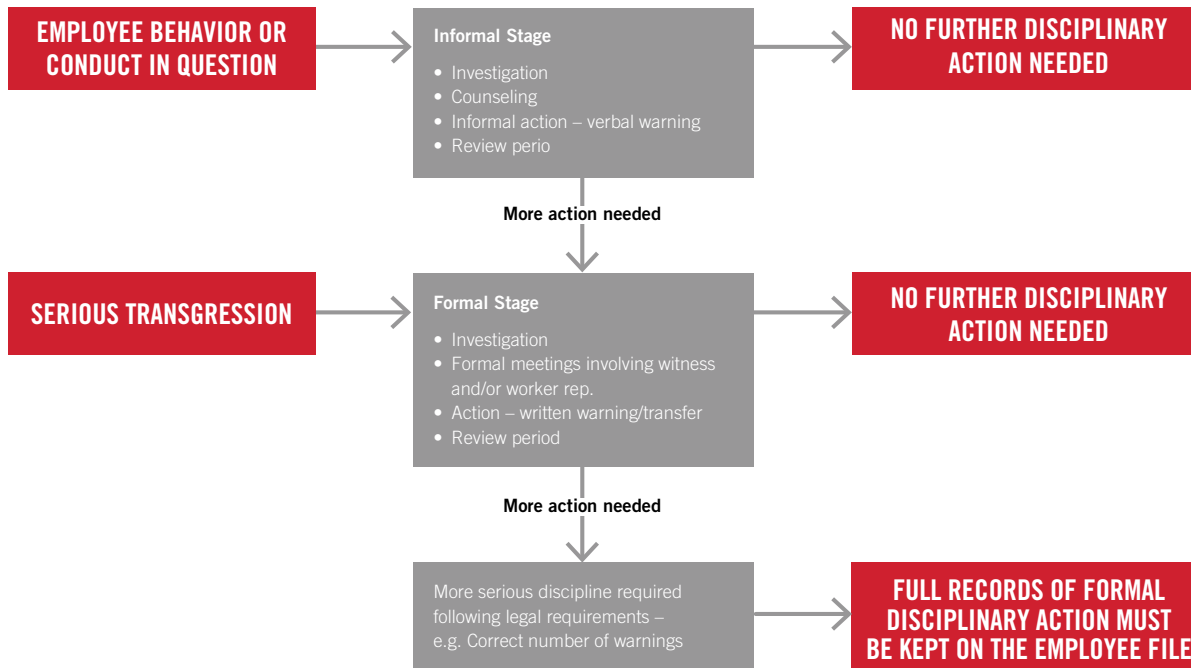 EMPLOYEE BEHAVIOR OR
CONDUCT IN QUESTION
Informal Stage
• Investigation
• Counseling
• Informal action – verbal warning
• Review perio
NO FURTHER DISCIPLINARY
ACTION NEEDED
More action needed
SERIOUS TRANSGRESSION
Formal Stage
• Investigation
• Formal meetings involving witness
and/or worker rep.
• Action – written warning/transfer
• Review period
NO FURTHER DISCIPLINARY
ACTION NEEDED
More action needed
More serious discipline required
following legal requirements –
e.g. Correct number of warnings
FULL RECORDS OF FORMAL
DISCIPLINARY ACTION MUST
BE KEPT ON THE EMPLOYEE FILE